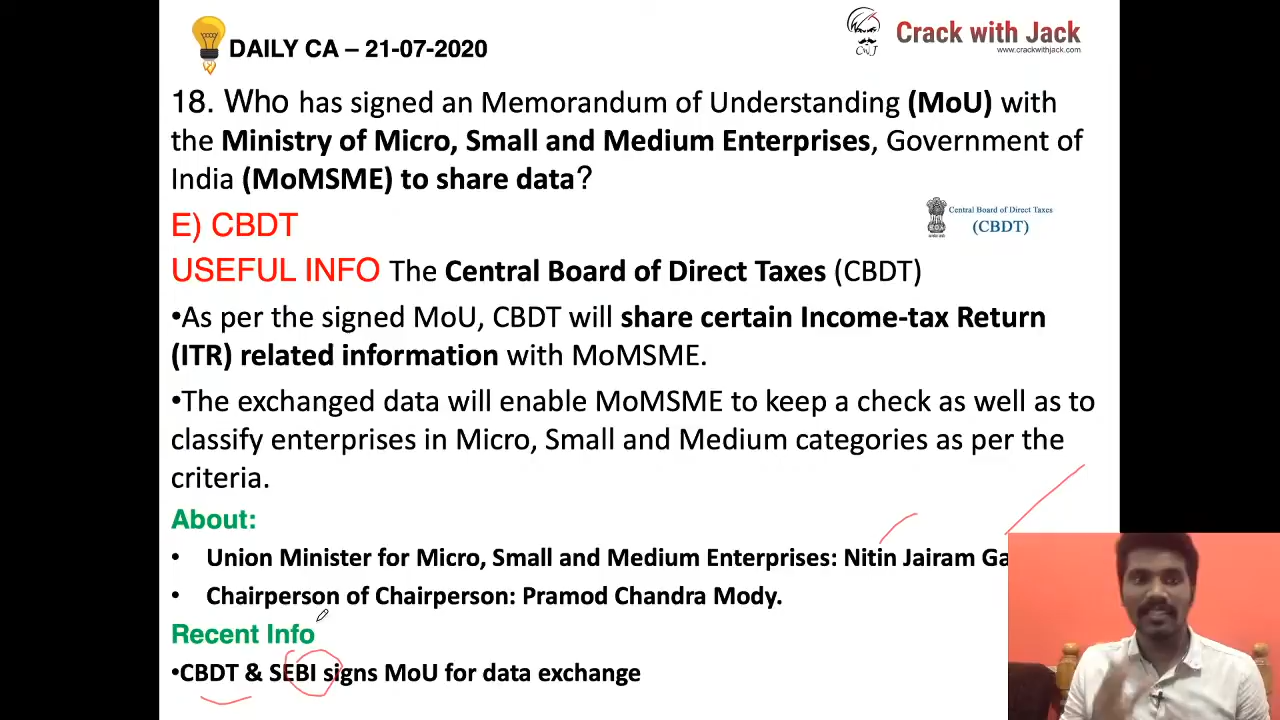 DAILY CA – 21-07-2020
Crack with Jack
www.crackwithjack.com
CWJ
18. Who has signed an Memorandum of Understanding (MoU) with
the Ministry of Micro, Small and Medium Enterprises, Government of
India (MoMSME) to share data?
E) CBDT
Central Board of Direct Taxes
(CBDT)
USEFUL INFO The Central Board of Direct Taxes (CBDT)
•As per the signed MoU, CBDT will share certain Income-tax Return
(ITR) related information with MoMSME.
•The exchanged data will enable MoMSME to keep a check as well as to
classify enterprises in Micro, Small and Medium categories as per the
criteria.
About:
• Union Minister for Micro, Small and Medium Enterprises: Nitin Jairam Ga
• Chairperson of Chairperson: Pramod Chandra Mody.
Recent Info
•CBDT & SEBI signs MoU for data exchange